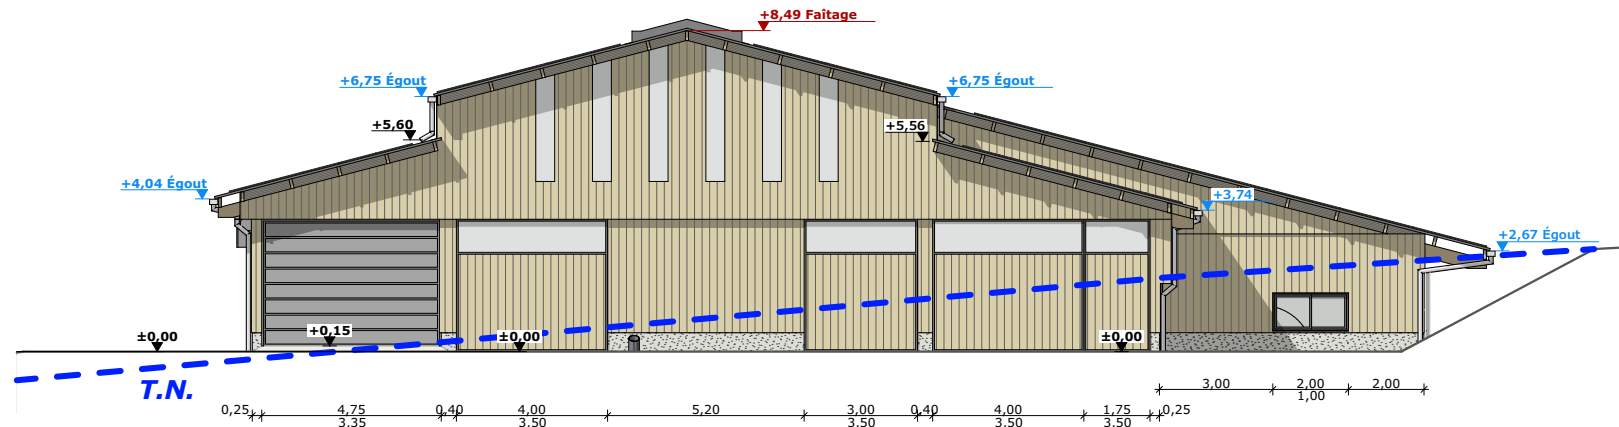 +8,49 Faîtage
+6,75 Égout
+6,75 Égout
+5,60
+5,56
+4,04 Égout
+3,74
+2,67 Égout
±0,00
+0,15
±0,00
±0,00
T.N.
3,00 2,00 2,00
1,00
0,25 4,75 0,40 4,00 5,20 3,00 0,40 4,00 1,75 0,25
3.35 3.50 3.50 3.50 3.50